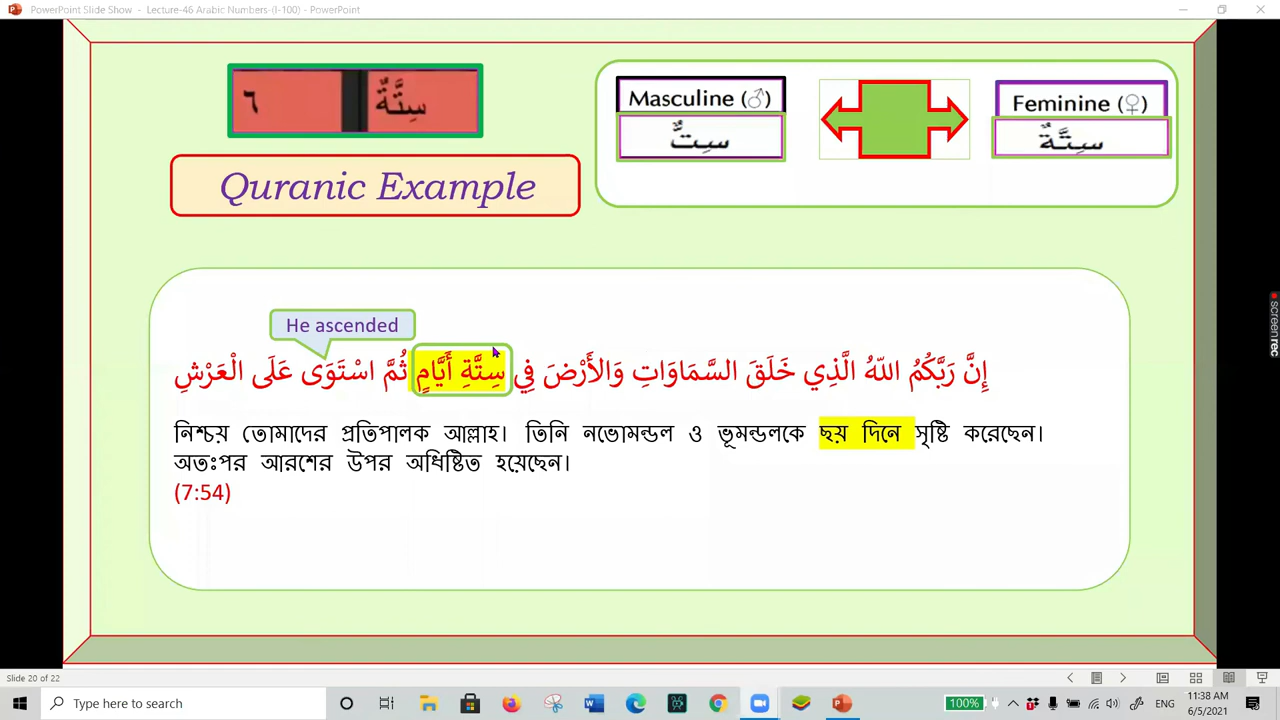 PowerPoint Slide Show - Lecture-46 Arabic Numbers-(I-100) - PowerPoint
٦ سِتَّةٌ
Masculine (♂)
سِتٌّ
Feminine (♀)
سِتَّةٌ
Quranic Example
He ascended
إِنَّ رَبَّكُمُ اللّهُ الَّذِي خَلَقَ السَّمَاوَاتِ وَالأَرْضَ فِي سِتَّةِ أَيَّامٍ ثُمَّ اسْتَوَى عَلَى الْعَرْشِ
নিশ্চয় তোমাদের প্রতিপালক আল্লাহ। তিনি নভোমন্ডল ও ভূমন্ডলকে ছয় দিনে সৃষ্টি করেছেন।
অতঃপর আরশের উপর অধিষ্টিত হয়েছেন।
(7:54)
screenrec
Slide 20 of 22
Type here to search
100%
ENG
11:38 AM
6/5/2021